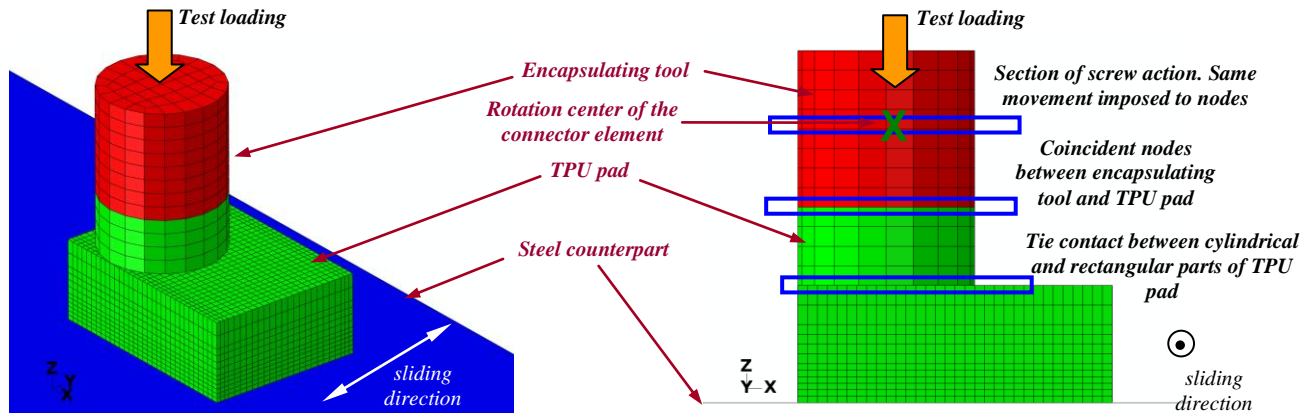 Test loading
Encapsulating tool
Rotation center of the
connector element
TPU pad
Steel counterpart
sliding
direction
Z
Y
X
Test loading
Section of screw action. Same
movement imposed to nodes
X
Coincident nodes
between encapsulating
tool and TPU pad
Tie contact between cylindrical
and rectangular parts of TPU
pad
Z
Y X
sliding
direction